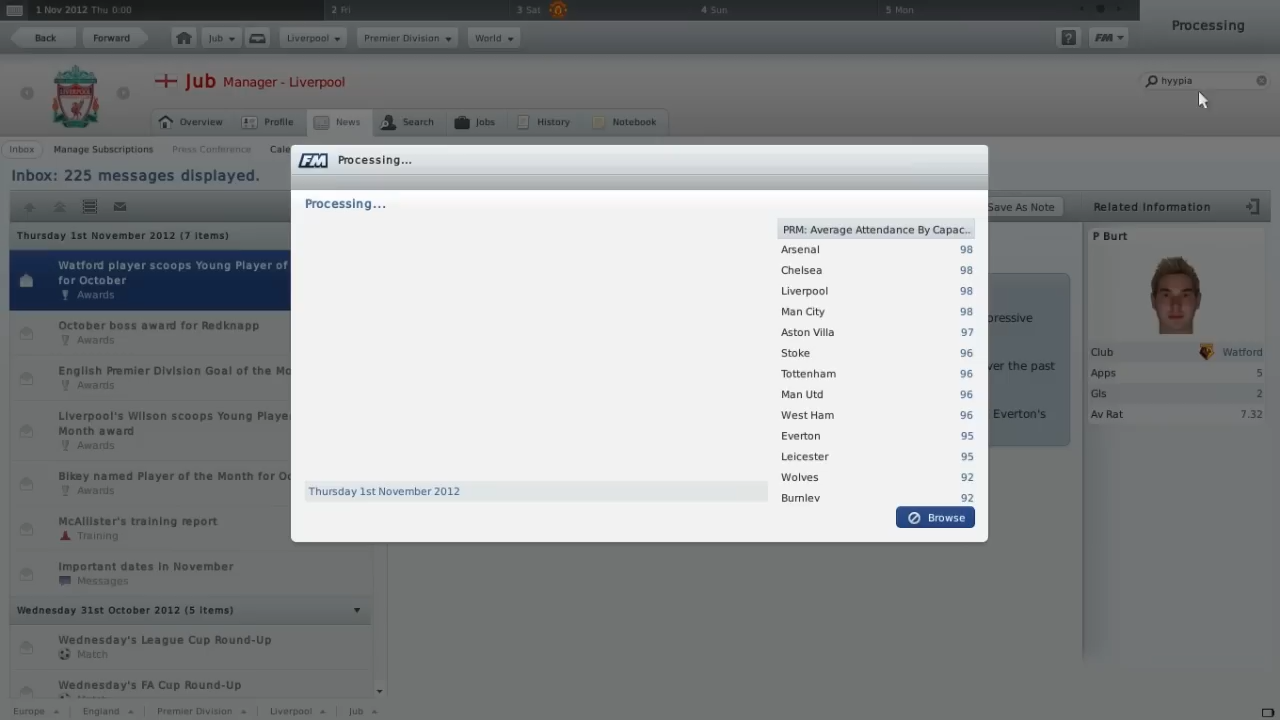 1 Nov 2012 Thu 0:00
2 Fri
3 Sat
4 Sun
5 Mon
Processing
Back
Forward
Jub
Liverpool
Premier Division
World
?
FM
Jub Manager - Liverpool
hyypia
Overview
Profile
News
Search
Jobs
History
Notebook
Inbox
Manage Subscriptions
Press Conference
Cale
Inbox: 225 messages displayed.
Save As Note
Related Information
Thursday 1st November 2012 (7 Items)
Watford player scoops Young Player of
for October
Awards
October boss award for Redknapp
Awards
English Premier Division Goal of the Mo
Awards
Liverpool's Wilson scoops Young Playe
Month award
Awards
Bikey named Player of the Month for Oc
Awards
McAllister's training report
Training
Important dates in November
Messages
Wednesday 31st October 2012 (5 Items)
Wednesday's League Cup Round-Up
Match
Wednesday's FA Cup Round-Up
FM Processing...
Processing...
PRM: Average Attendance By Capac..
Arsenal 98
Chelsea 98
Liverpool 98
Man City 98
Aston Villa 97
Stoke 96
Tottenham 96
Man Utd 96
West Ham 96
Everton 95
Leicester 95
Wolves 92
Burnley 92
Thursday 1st November 2012
Browse
pressive
ver the past
Everton's
P Burt
Club Watford
Apps 5
Gls 2
Av Rat 7.32
Europe
England
Premier Division
Liverpool
Jub